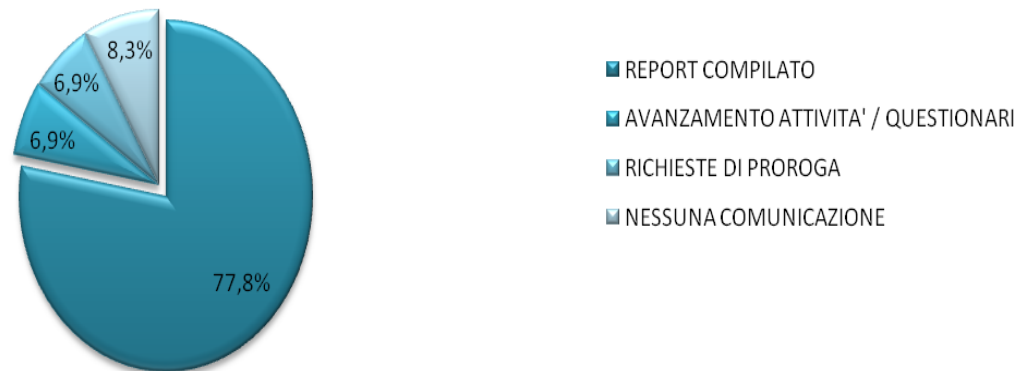 8,3%
6,9%
6,9%
77,8%
REPORT COMPILATO
AVANZAMENTO ATTIVITA' / QUESTIONARI
RICHIESTE DI PROROGA
NESSUNA COMUNICAZIONE